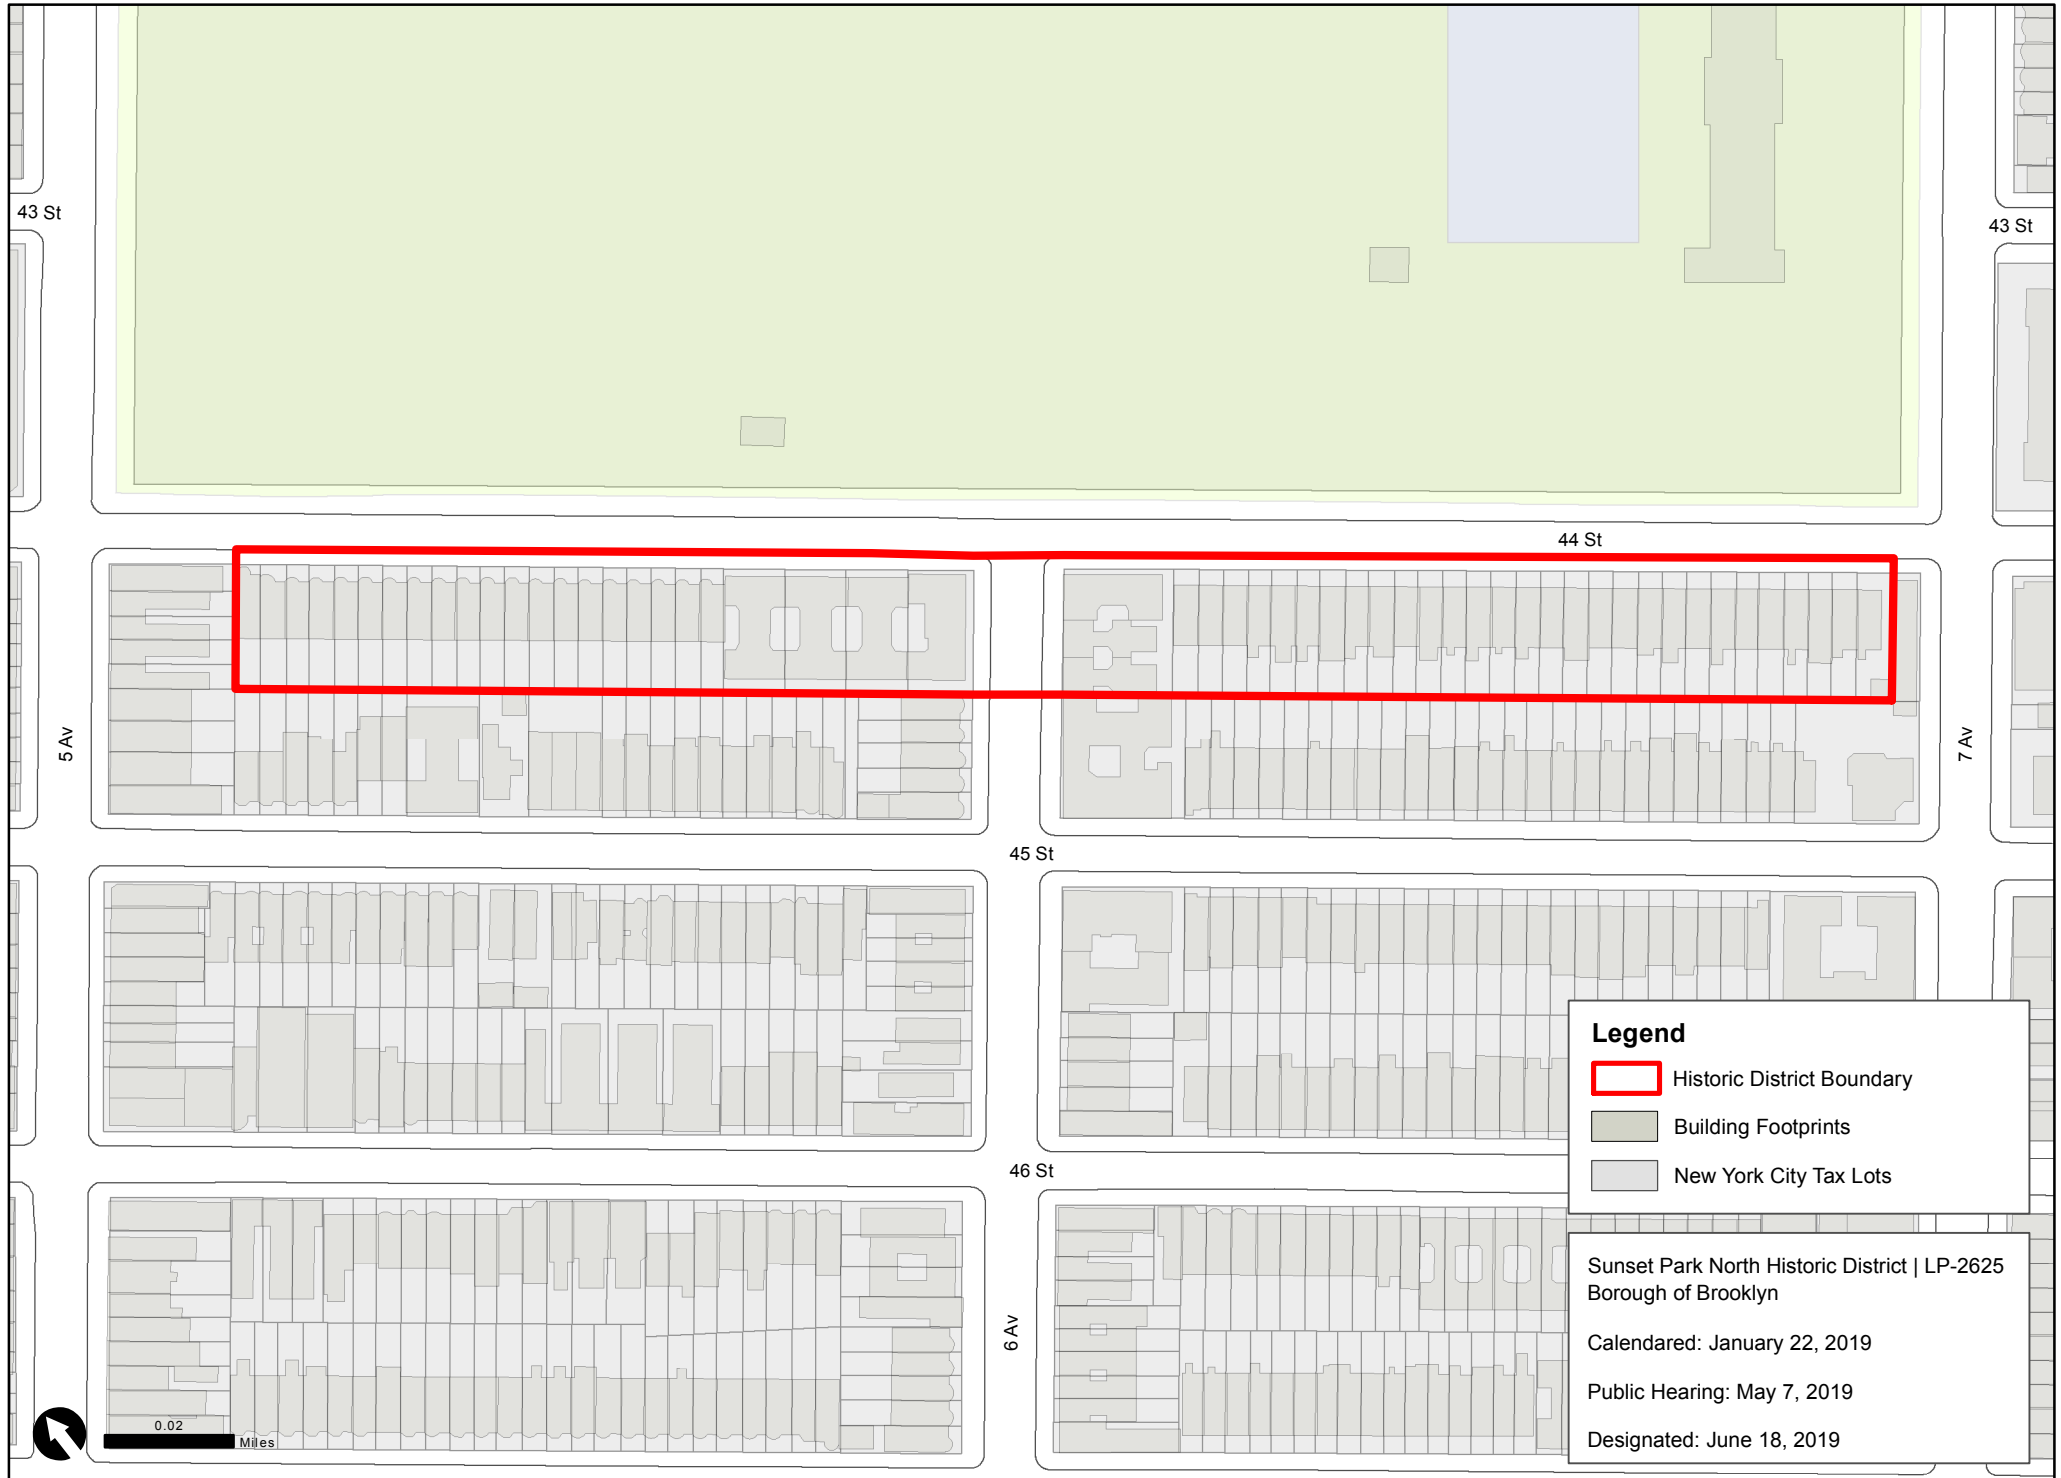 43 St
43 St
44 St
5 Av
7 Av
45 St
46 St
6 Av
Legend
Historic District Boundary
Building Footprints
New York City Tax Lots
Sunset Park North Historic District | LP-2625
Borough of Brooklyn
Calendared: January 22, 2019
Public Hearing: May 7, 2019
Designated: June 18, 2019
0.02
Miles